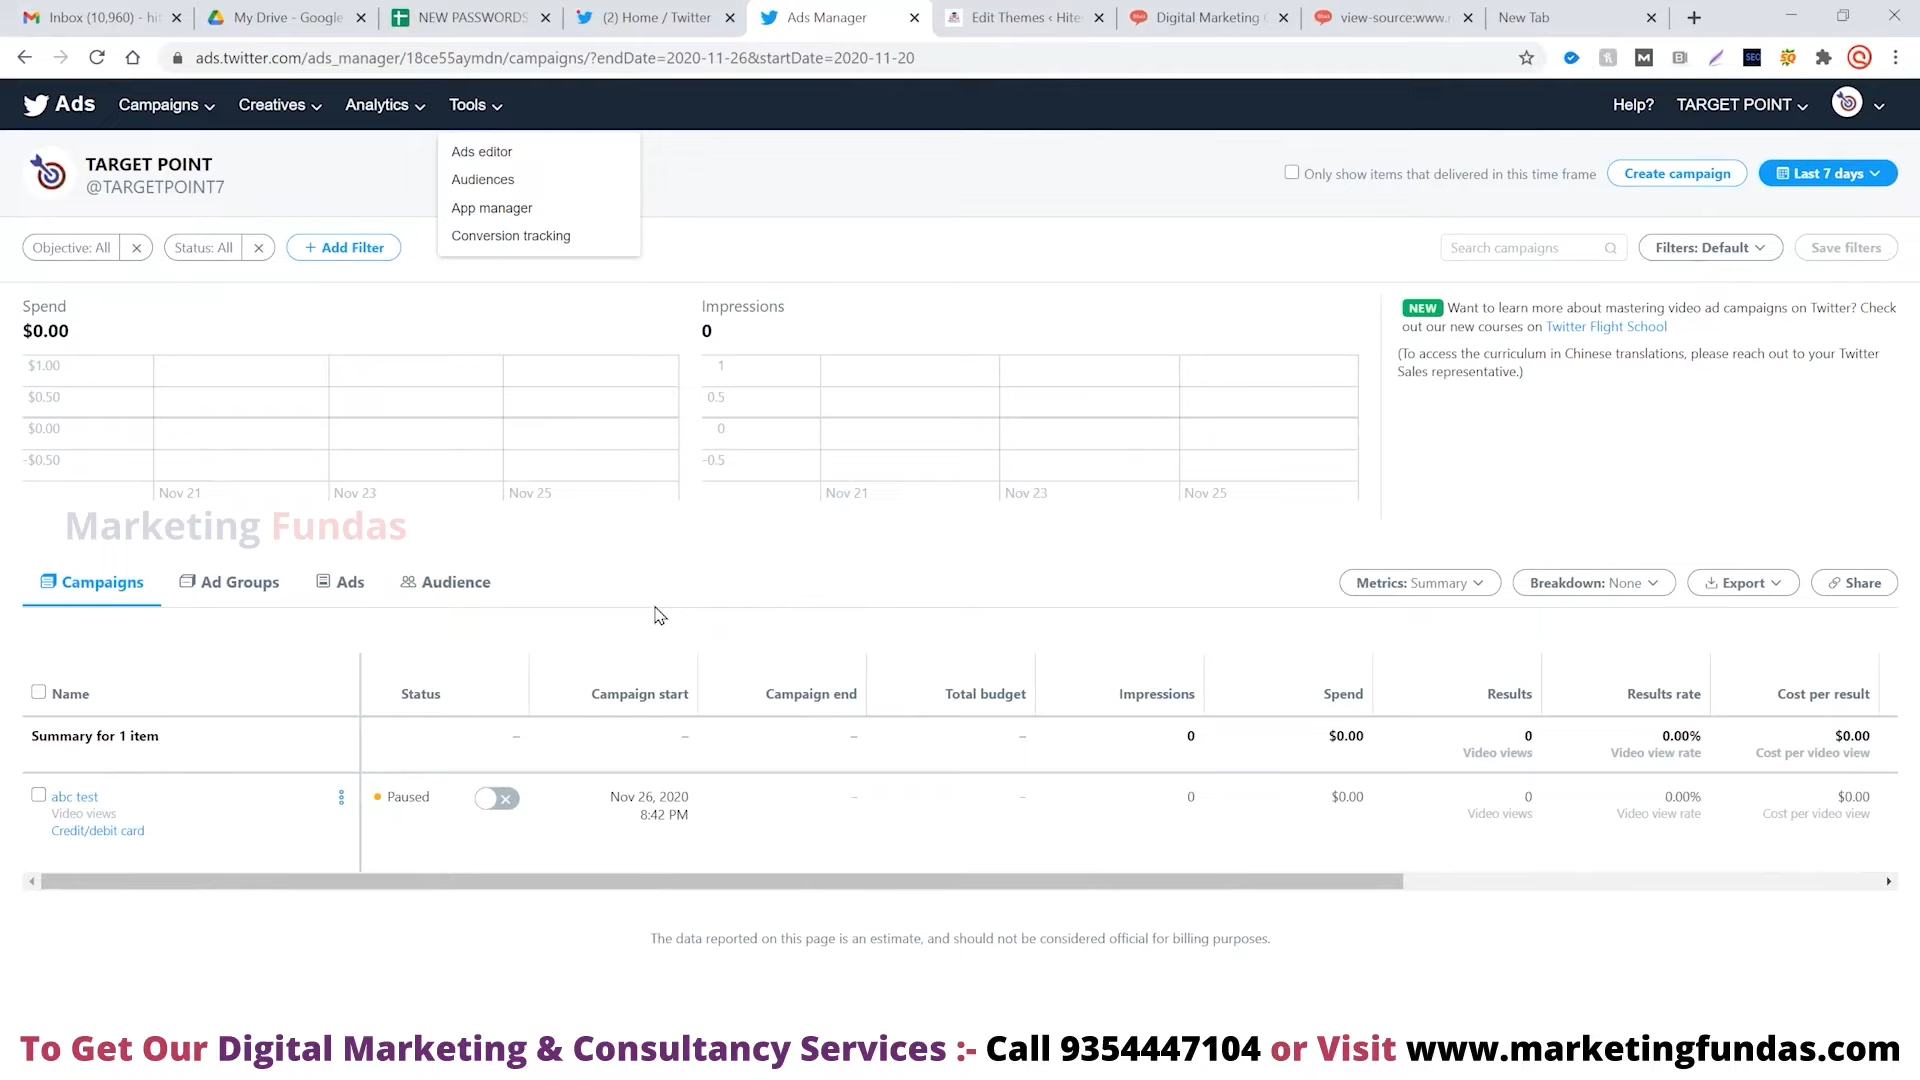 Inbox (10,960) - hit
My Drive - Google
NEW PASSWORDS
(2) Home / Twitter
Ads Manager
Edit Themes ‹ Hite
Digital Marketing
view-source:www.
New Tab
ads.twitter.com/ads_manager/18ce55aymdn/campaigns/?endDate=2020-11-26&startDate=2020-11-20
Ads Campaigns Creatives Analytics Tools Help? TARGET POINT
TARGET POINT
@TARGETPOINT7
Ads editor
Audiences
App manager
Conversion tracking
Only show items that delivered in this time frame Create campaign Last 7 days
Objective: All Status: All + Add Filter Search campaigns Filters: Default Save filters
Spend
$0.00
$1.00
$0.50
$0.00
-$0.50
Nov 21 Nov 23 Nov 25
Impressions
0
1
0.5
0
-0.5
Nov 21 Nov 23 Nov 25
NEW Want to learn more about mastering video ad campaigns on Twitter? Check
out our new courses on Twitter Flight School
(To access the curriculum in Chinese translations, please reach out to your Twitter
Sales representative.)
Marketing Fundas
Campaigns Ad Groups Ads Audience Metrics: Summary Breakdown: None Export Share
Name Status Campaign start Campaign end Total budget Impressions Spend Results Results rate Cost per result
Summary for 1 item – – – – 0 $0.00 0 0.00% $0.00
Video views Video view rate Cost per video view
abc test Paused Nov 26, 2020 – – 0 $0.00 0 0.00% $0.00
Video views 8:42 PM Video views Video view rate Cost per video view
Credit/debit card
The data reported on this page is an estimate, and should not be considered official for billing purposes.
To Get Our Digital Marketing & Consultancy Services :- Call 9354447104 or Visit www.marketingfundas.com